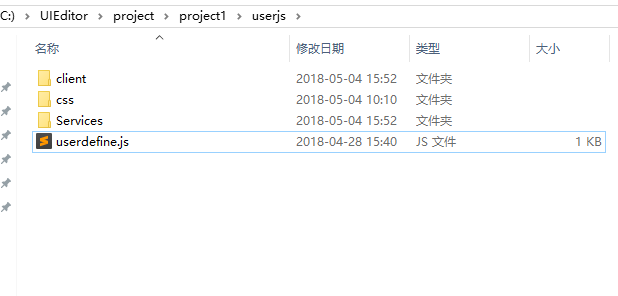 C:) > UIEditor > project > project1 > userjs >
名称 修改日期 类型 大小
client 2018-05-04 15:52 文件夹
css 2018-05-04 10:10 文件夹
Services 2018-05-04 15:52 文件夹
userdefine.js 2018-04-28 15:40 JS 文件 1 KB